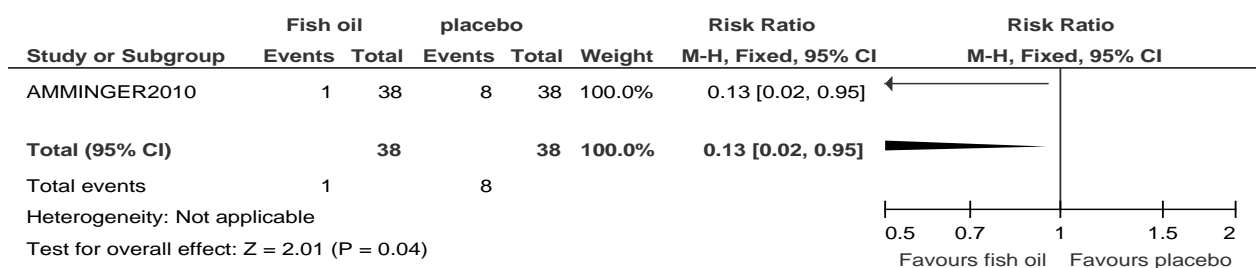 Fish oil placebo Risk Ratio Risk Ratio
Study or Subgroup Events Total Events Total Weight M-H, Fixed, 95% CI M-H, Fixed, 95% CI
AMMINGER2010 1 38 8 38 100.0% 0.13 [0.02, 0.95]
Total (95% CI) 38 38 100.0% 0.13 [0.02, 0.95]
Total events 1 8
Heterogeneity: Not applicable
Test for overall effect: Z = 2.01 (P = 0.04)
0.5 0.7 1 1.5 2
Favours fish oil Favours placebo